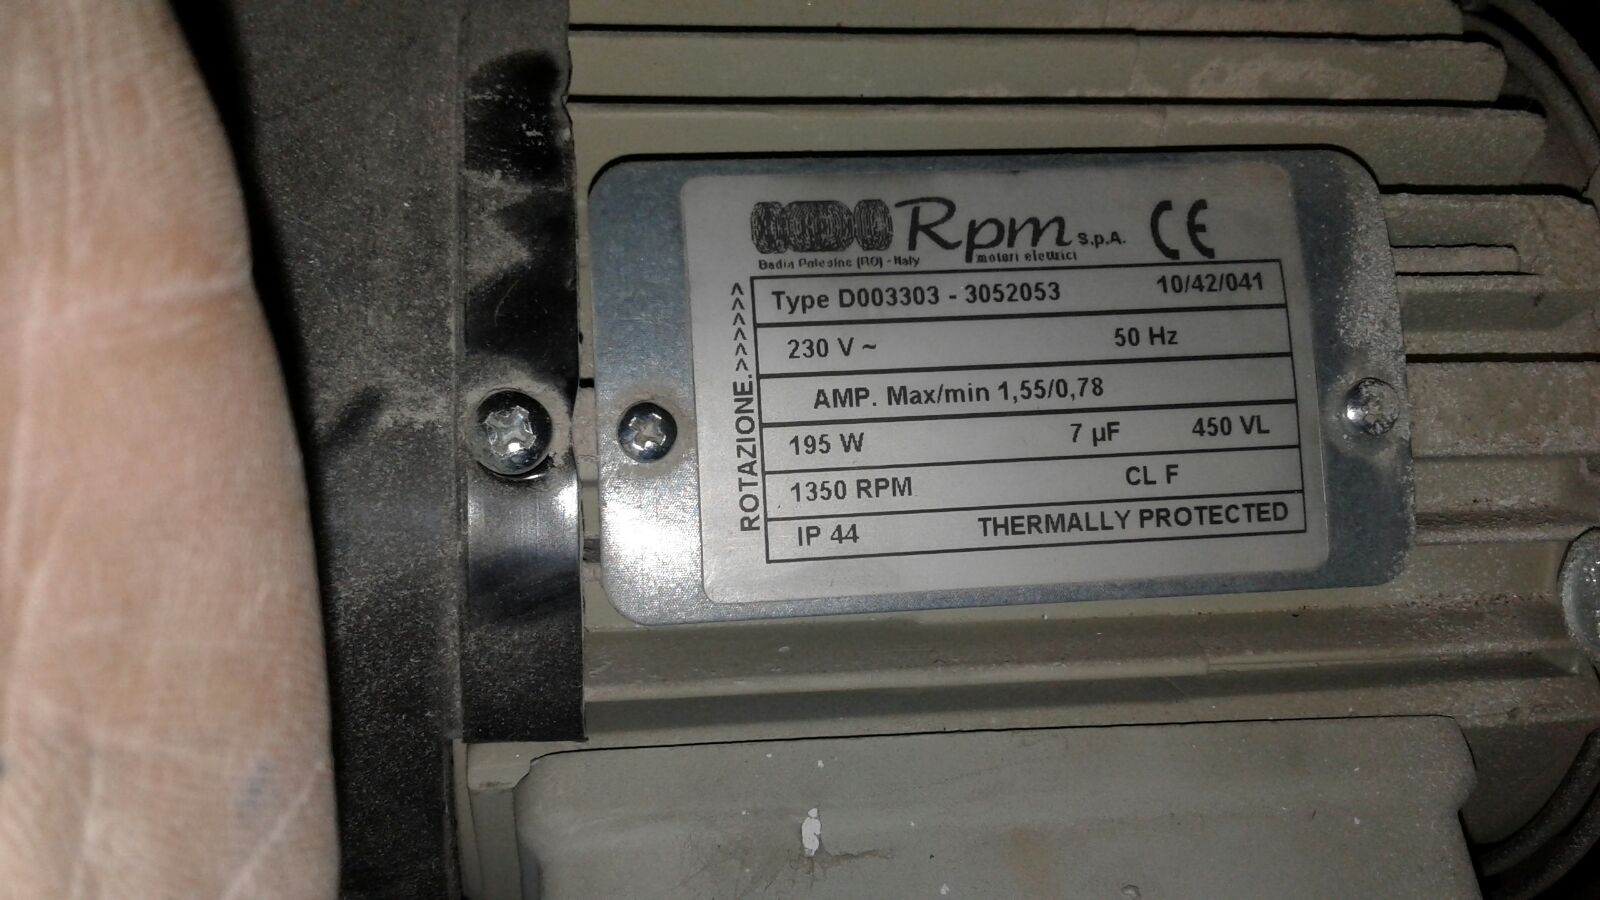 Rpm S.p.A. CE
Badia Polesine (RO) - Italy motori elettrici
Type D003303 - 3052053 10/42/041
230 V ~ 50 Hz
AMP. Max/min 1,55/0,78
195 W 7 µF 450 VL
1350 RPM CL F
IP 44 THERMALLY PROTECTED
ROTAZIONE.>>>>>>>